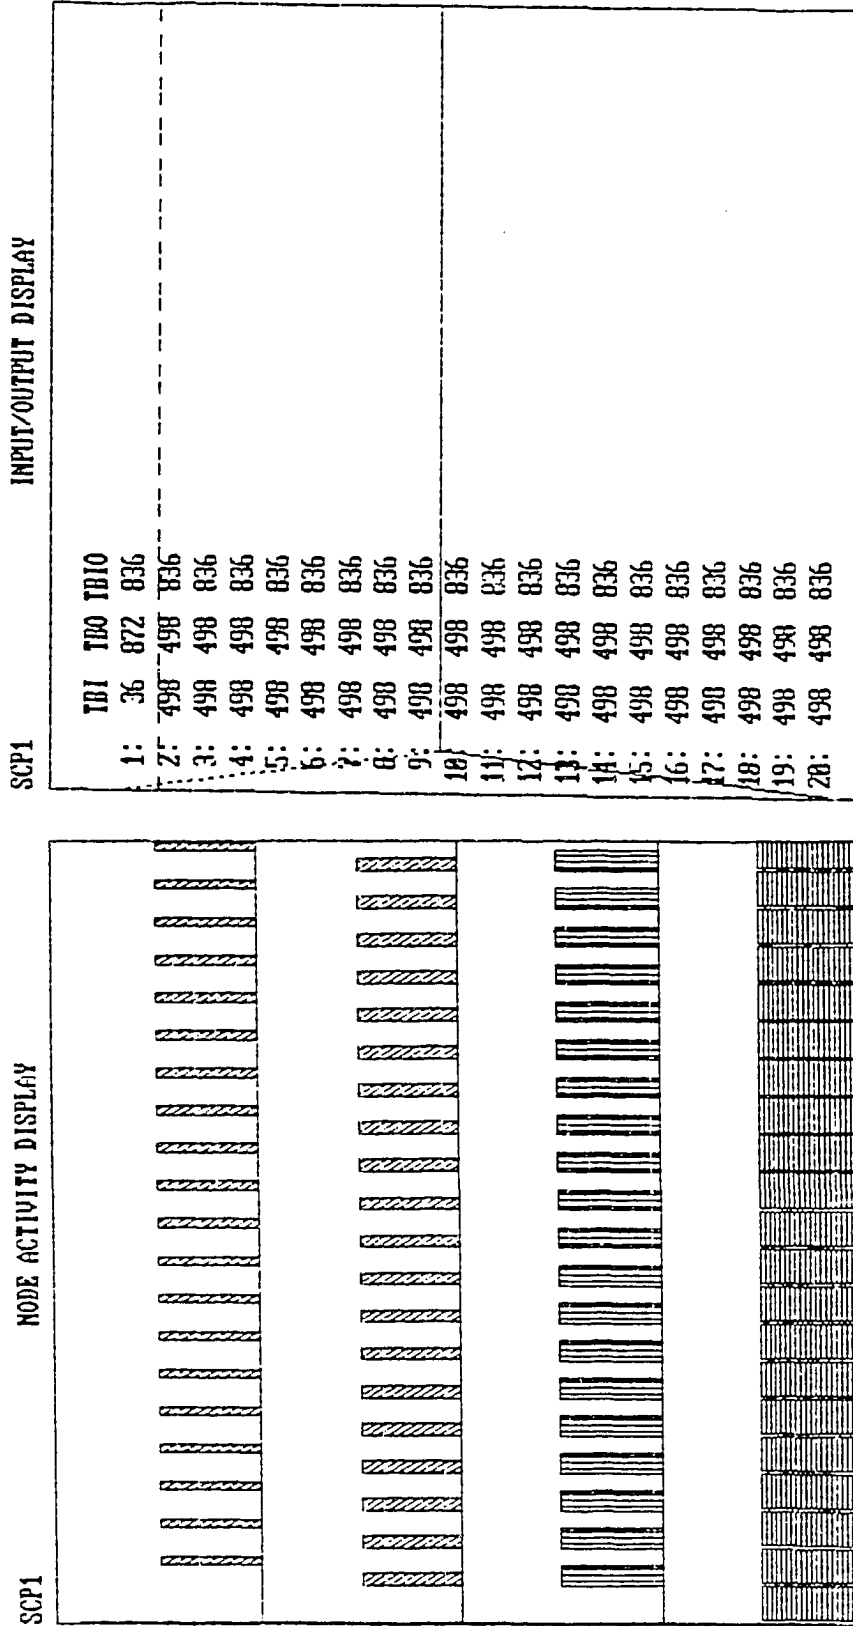 SCP1
NODE ACTIVITY DISPLAY
SCP1
INPUT/OUTPUT DISPLAY
TBI TBO TBIO
1: 36 872 836
2: 498 498 836
3: 498 498 836
4: 498 498 836
5: 498 498 836
6: 498 498 836
7: 498 498 836
8: 498 498 836
9: 498 498 836
10: 498 498 836
11: 498 498 836
12: 498 498 836
13: 498 498 836
14: 498 498 836
15: 498 498 836
16: 498 498 836
17: 498 498 836
18: 498 498 836
19: 498 498 836
20: 498 498 836